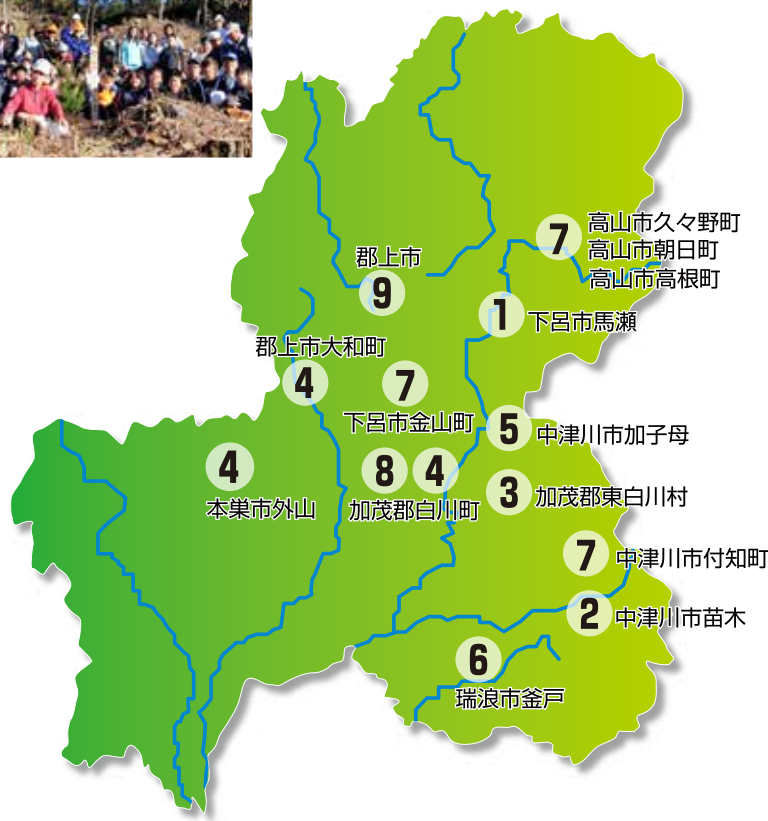 7
高山市久々野町
高山市朝日町
高山市高根町
郡上市
9
1
下呂市馬瀬
郡上市大和町
4
7
下呂市金山町
5
中津川市加子母
4
本巣市外山
8
4
加茂郡白川町
3
加茂郡東白川村
7
中津川市付知町
2
中津川市苗木
6
瑞浪市釜戸